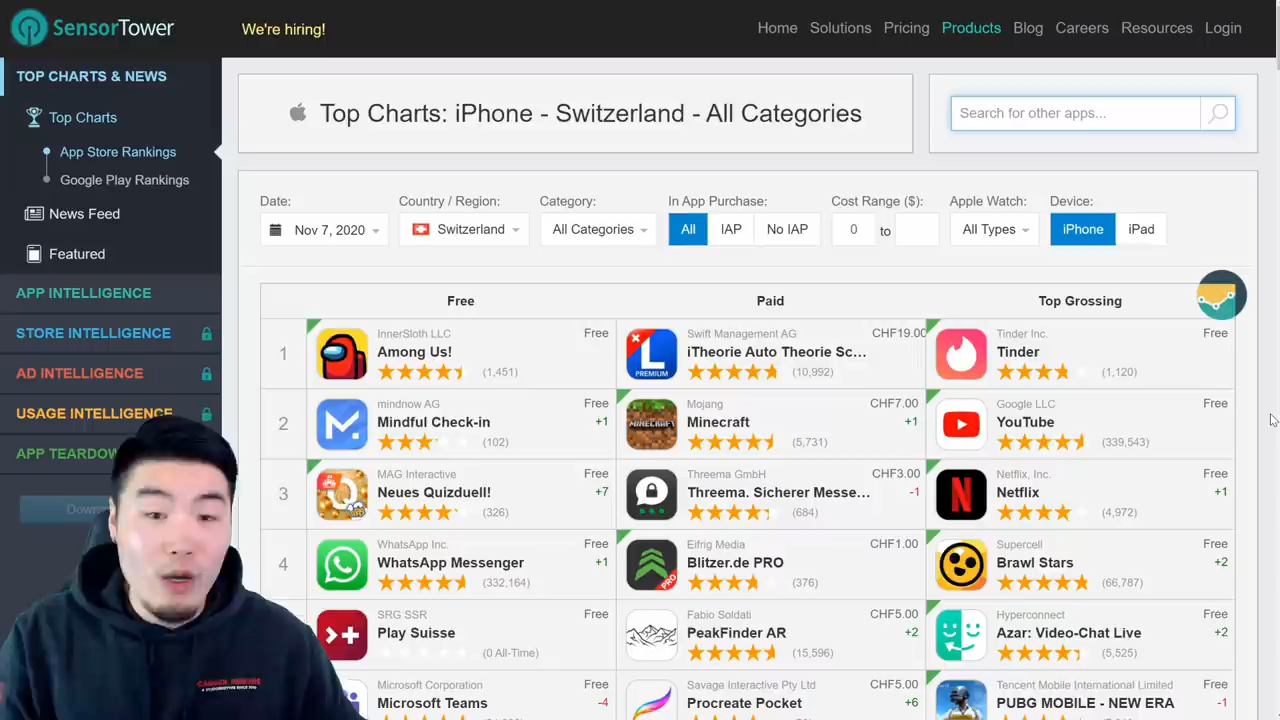 SensorTower
We're hiring!
Home Solutions Pricing Products Blog Careers Resources Login
TOP CHARTS & NEWS
Top Charts
App Store Rankings
Google Play Rankings
News Feed
Featured
APP INTELLIGENCE
STORE INTELLIGENCE
AD INTELLIGENCE
USAGE INTELLIGENCE
APP TEARDOW
Top Charts: iPhone - Switzerland - All Categories
Search for other apps...
Date: Country / Region: Category: In App Purchase: Cost Range ($): Apple Watch: Device:
Nov 7, 2020 Switzerland All Categories All IAP No IAP 0 to All Types iPhone iPad
Free Paid Top Grossing
1
InnerSloth LLC Free
Among Us!
(1,451)
Swift Management AG CHF19.00
iTheorie Auto Theorie Sc...
(10,992)
PREMIUM
Tinder Inc. Free
Tinder
(1,120)
2
mindnow AG Free
Mindful Check-in +1
(102)
Mojang CHF7.00
Minecraft +1
(5,731)
MINECRAFT
Google LLC Free
YouTube
(339,543)
3
MAG Interactive Free
Neues Quizduell! +7
(326)
Threema GmbH CHF3.00
Threema. Sicherer Messe... -1
(684)
Netflix, Inc. Free
Netflix +1
(4,972)
4
WhatsApp Inc. Free
WhatsApp Messenger +1
(332,164)
Eifrig Media CHF1.00
Blitzer.de PRO
(376)
PRO
Supercell Free
Brawl Stars +2
(66,787)
SRG SSR Free
Play Suisse
(0 All-Time)
Fabio Soldati CHF5.00
PeakFinder AR +2
(15,596)
Hyperconnect Free
Azar: Video-Chat Live +2
(5,525)
Microsoft Corporation Free
Microsoft Teams -4
Savage Interactive Pty Ltd CHF5.00
Procreate Pocket +6
Tencent Mobile International Limited Free
PUBG MOBILE - NEW ERA -1